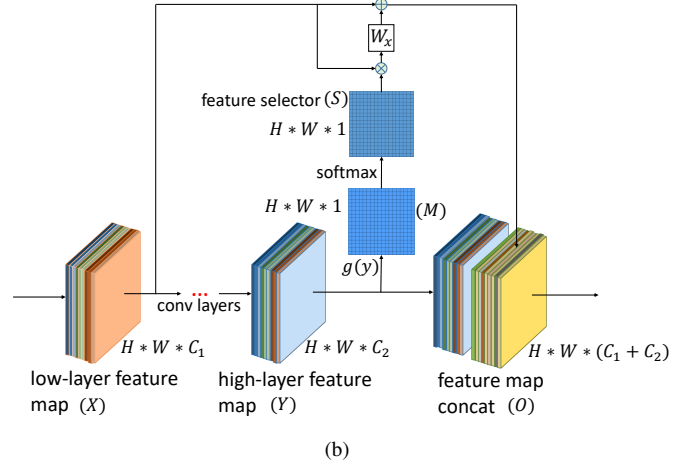 W_x
feature selector (S)
H * W * 1
softmax
H * W * 1
(M)
g(y)
...
conv layers
H * W * C_1
H * W * C_2
H * W * (C_1 + C_2)
low-layer feature
map (X)
high-layer feature
map (Y)
feature map
concat (O)
(b)